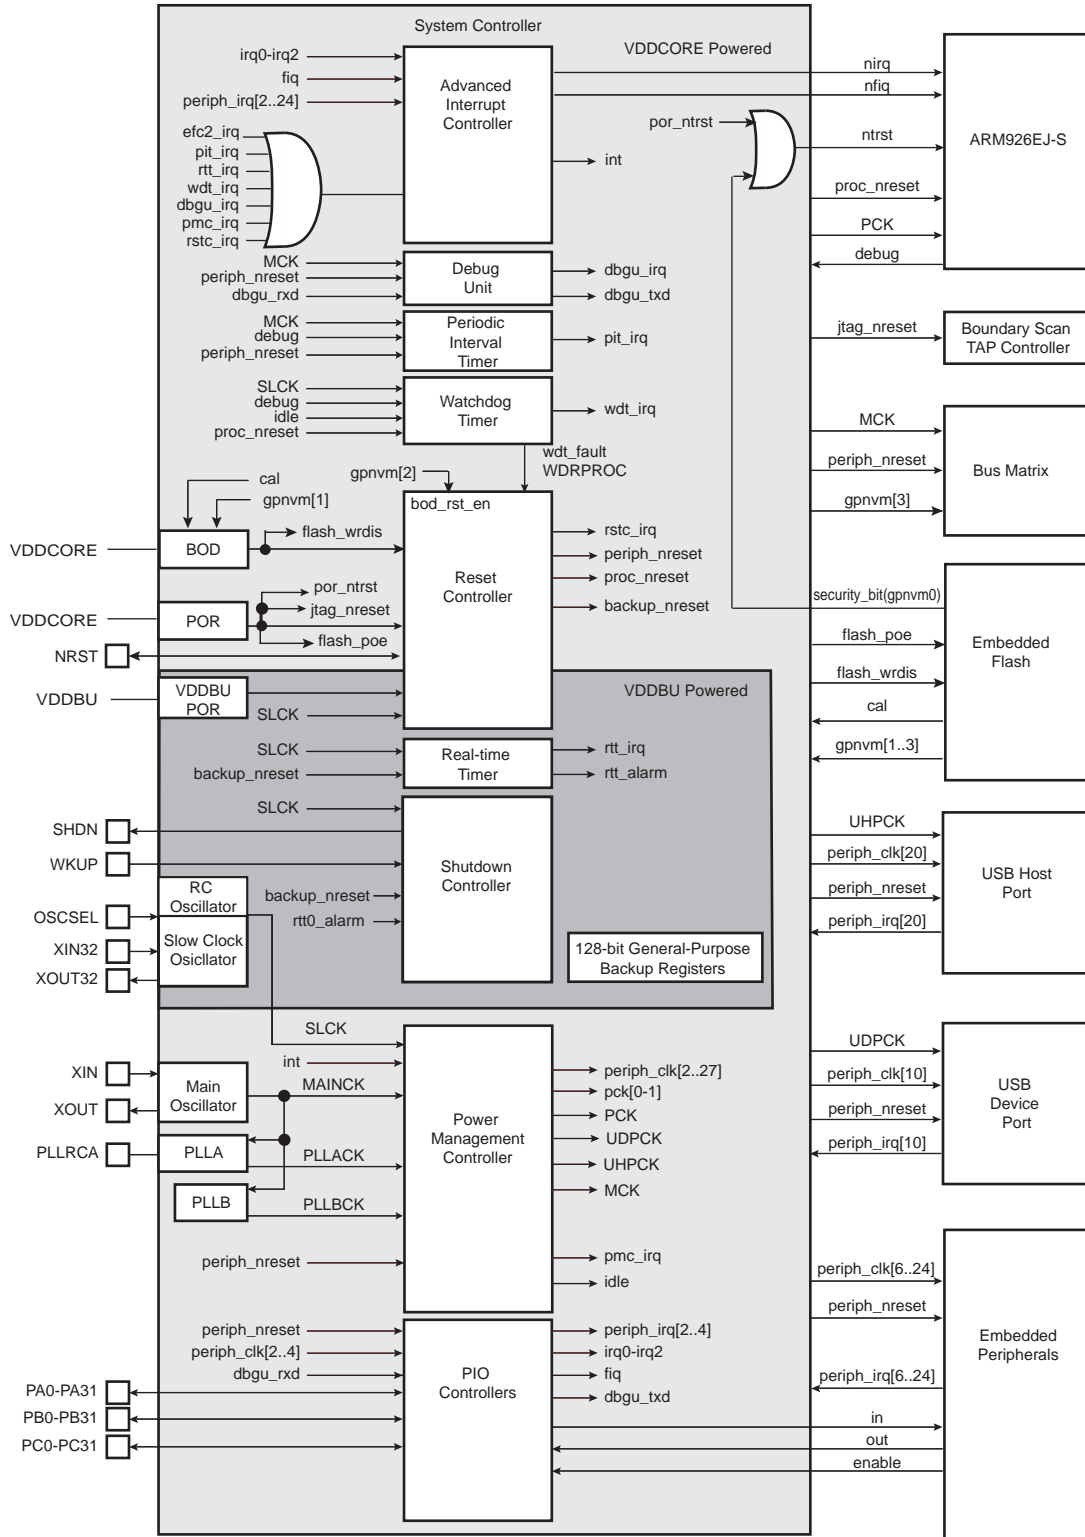 System Controller
VDDCORE Powered
irq0-irq2
fiq
periph_irq[2..24]
efc2_irq
pit_irq
rtt_irq
wdt_irq
dbgu_irq
pmc_irq
rstc_irq
Advanced
Interrupt
Controller
int
por_ntrst
nirq
nfiq
ntrst
proc_nreset
PCK
debug
ARM926EJ-S
MCK
periph_nreset
dbgu_rxd
Debug
Unit
dbgu_irq
dbgu_txd
MCK
debug
periph_nreset
Periodic
Interval
Timer
pit_irq
jtag_nreset
Boundary Scan
TAP Controller
SLCK
debug
idle
proc_nreset
Watchdog
Timer
wdt_irq
wdt_fault
WDRPROC
MCK
periph_nreset
gpnvm[3]
Bus Matrix
cal
gpnvm[1]
gpnvm[2]
bod_rst_en
VDDCORE
BOD
flash_wrdis
Reset
Controller
rstc_irq
periph_nreset
proc_nreset
backup_nreset
VDDCORE
POR
por_ntrst
jtag_nreset
flash_poe
NRST
VDDBU
VDDBU
POR
SLCK
VDDBU Powered
security_bit(gpnvm0)
flash_poe
flash_wrdis
cal
gpnvm[1..3]
Embedded
Flash
SLCK
backup_nreset
Real-time
Timer
rtt_irq
rtt_alarm
SLCK
SHDN
WKUP
backup_nreset
rtt0_alarm
Shutdown
Controller
128-bit General-Purpose
Backup Registers
UHPCK
periph_clk[20]
periph_nreset
periph_irq[20]
USB Host
Port
RC
Oscillator
OSCSEL
XIN32
XOUT32
Slow Clock
Osicllator
SLCK
int
XIN
XOUT
Main
Oscillator
MAINCK
PLLRCA
PLLA
PLLACK
PLLB
PLLBCK
periph_nreset
Power
Management
Controller
periph_clk[2..27]
pck[0-1]
PCK
UDPCK
UHPCK
MCK
pmc_irq
idle
UDPCK
periph_clk[10]
periph_nreset
periph_irq[10]
USB
Device
Port
periph_nreset
periph_clk[2..4]
dbgu_rxd
PA0-PA31
PB0-PB31
PC0-PC31
PIO
Controllers
periph_irq[2..4]
irq0-irq2
fiq
dbgu_txd
periph_clk[6..24]
periph_nreset
periph_irq[6..24]
in
out
enable
Embedded
Peripherals